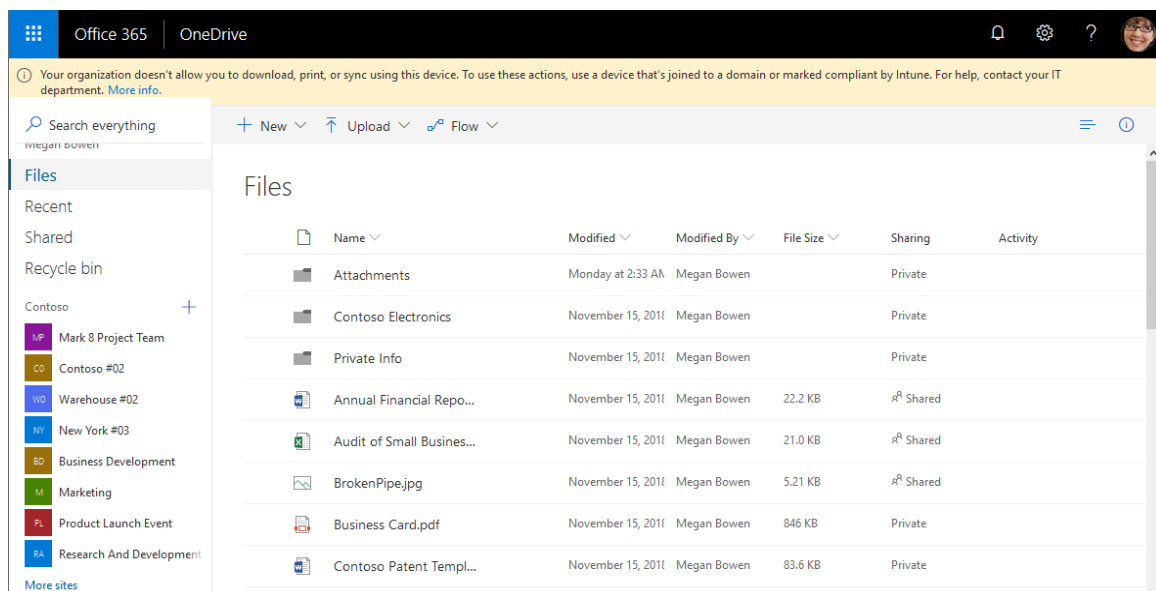 Office 365 OneDrive
Your organization doesn't allow you to download, print, or sync using this device. To use these actions, use a device that's joined to a domain or marked compliant by Intune. For help, contact your IT
department. More info.
Search everything
New Upload Flow
Megan Bowen
Files
Recent
Shared
Recycle bin
Contoso
MP Mark 8 Project Team
CO Contoso #02
WO Warehouse #02
NY New York #03
BD Business Development
M Marketing
PL Product Launch Event
RA Research And Development
More sites
Files
Name Modified Modified By File Size Sharing Activity
Attachments Monday at 2:33 AM Megan Bowen Private
Contoso Electronics November 15, 2018 Megan Bowen Private
Private Info November 15, 2018 Megan Bowen Private
Annual Financial Repo... November 15, 2018 Megan Bowen 22.2 KB Shared
Audit of Small Busines... November 15, 2018 Megan Bowen 21.0 KB Shared
BrokenPipe.jpg November 15, 2018 Megan Bowen 5.21 KB Shared
Business Card.pdf November 15, 2018 Megan Bowen 846 KB Private
Contoso Patent Templ... November 15, 2018 Megan Bowen 83.6 KB Private